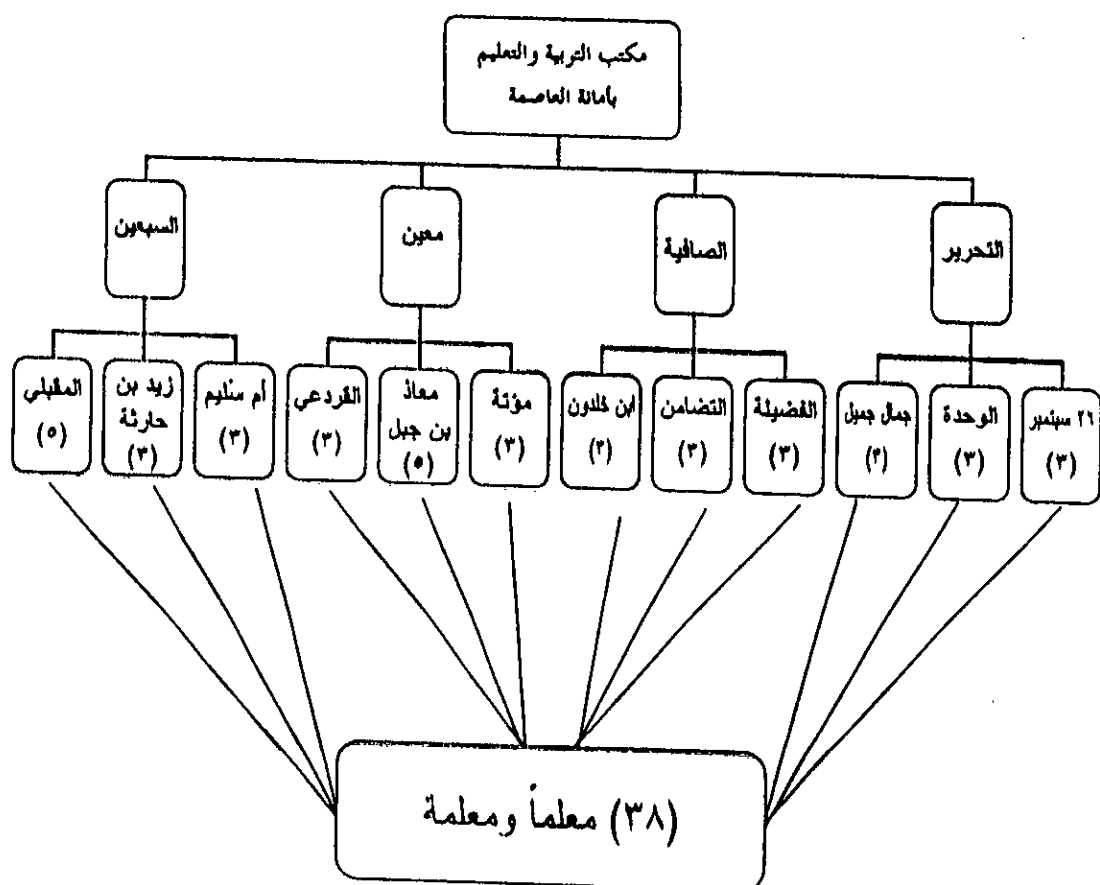 مكتب التربية والتعليم
بأمانة العاصمة
التحرير
الصافية
معين
السبعين
٢٦ سبتمبر
(٣)
الوحدة
(٣)
جمال جميل
(٢)
الفضيلة
(٣)
التضامن
(٣)
ابن خلدون
(٢)
مؤتة
(٣)
معاذ
بن جبل
(٥)
القردعي
(٣)
أم سليم
(٣)
زيد بن
حارثة
(٣)
المقبلي
(٥)
(٣٨) معلماً ومعلمة